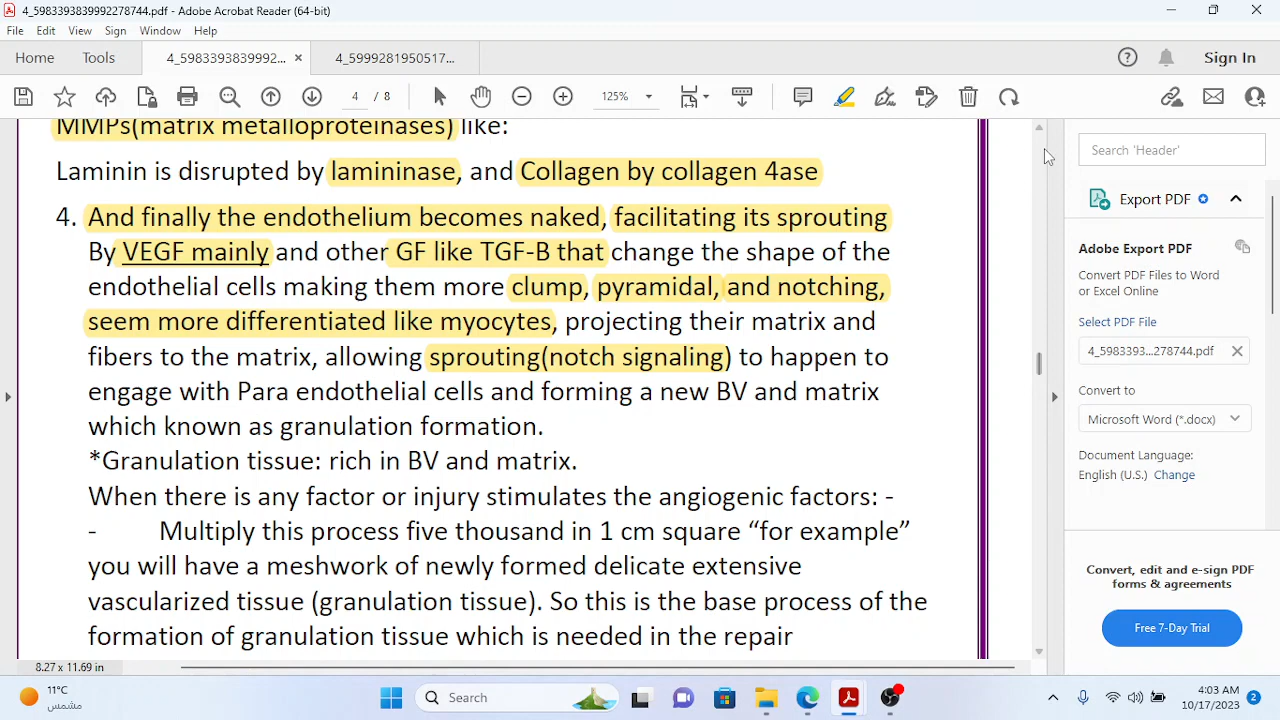 4_5983393839992278744.pdf - Adobe Acrobat Reader (64-bit)
File Edit View Sign Window Help
Home Tools 4_5983393839992... × 4_5999281950517... Sign In
4 / 8 125%
MMPs(matrix metalloproteinases) like:
Laminin is disrupted by lamininase, and Collagen by collagen 4ase
4. And finally the endothelium becomes naked, facilitating its sprouting
By VEGF mainly and other GF like TGF-B that change the shape of the
endothelial cells making them more clump, pyramidal, and notching,
seem more differentiated like myocytes, projecting their matrix and
fibers to the matrix, allowing sprouting(notch signaling) to happen to
engage with Para endothelial cells and forming a new BV and matrix
which known as granulation formation.
*Granulation tissue: rich in BV and matrix.
When there is any factor or injury stimulates the angiogenic factors: -
- Multiply this process five thousand in 1 cm square “for example”
you will have a meshwork of newly formed delicate extensive
vascularized tissue (granulation tissue). So this is the base process of the
formation of granulation tissue which is needed in the repair
8.27 x 11.69 in
Search 'Header'
Export PDF
Adobe Export PDF
Convert PDF Files to Word
or Excel Online
Select PDF File
4_5983393...278744.pdf
Convert to
Microsoft Word (*.docx)
Document Language:
English (U.S.) Change
Convert, edit and e-sign PDF
forms & agreements
Free 7-Day Trial
11°C
مشمس
Search
4:03 AM
10/17/2023
2